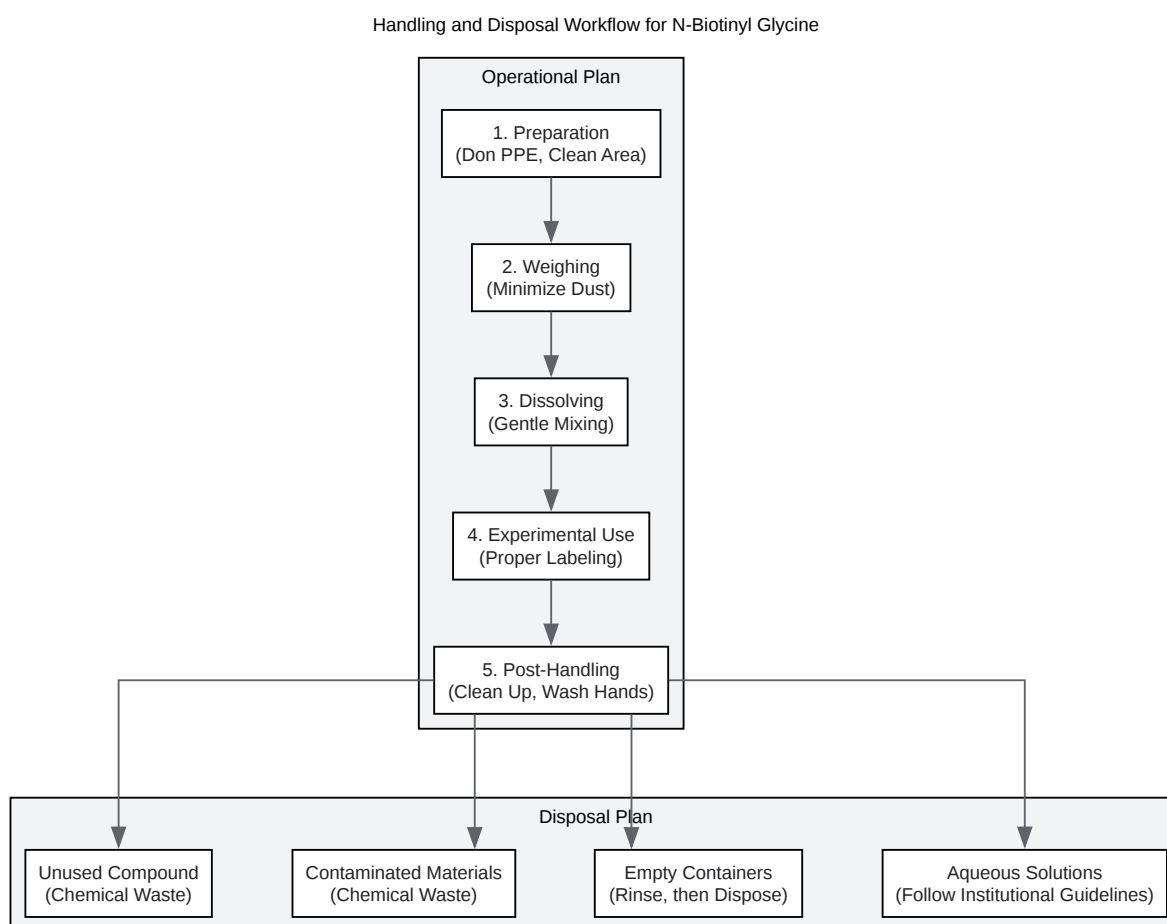 Handling and Disposal Workflow for N-Biotinyl Glycine
Operational Plan
1. Preparation
(Don PPE, Clean Area)
2. Weighing
(Minimize Dust)
3. Dissolving
(Gentle Mixing)
4. Experimental Use
(Proper Labeling)
5. Post-Handling
(Clean Up, Wash Hands)
Disposal Plan
Unused Compound
(Chemical Waste)
Contaminated Materials
(Chemical Waste)
Empty Containers
(Rinse, then Dispose)
Aqueous Solutions
(Follow Institutional Guidelines)